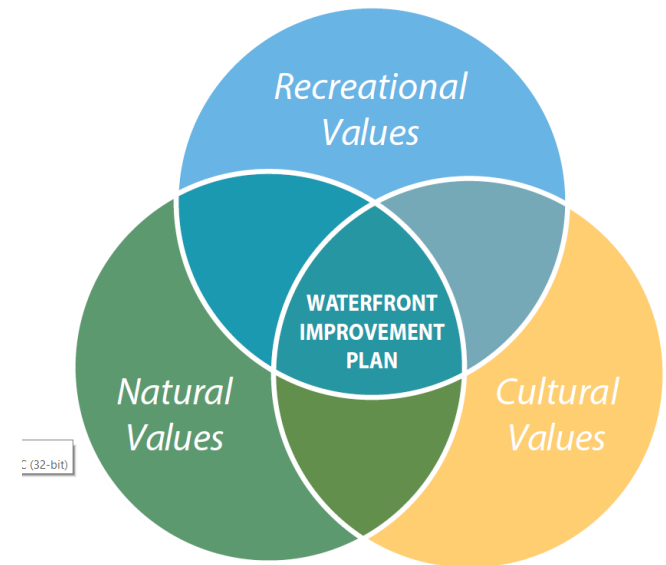 Recreational
Values
WATERFRONT
IMPROVEMENT
PLAN
Natural
Values
Cultural
Values
C (32-bit)